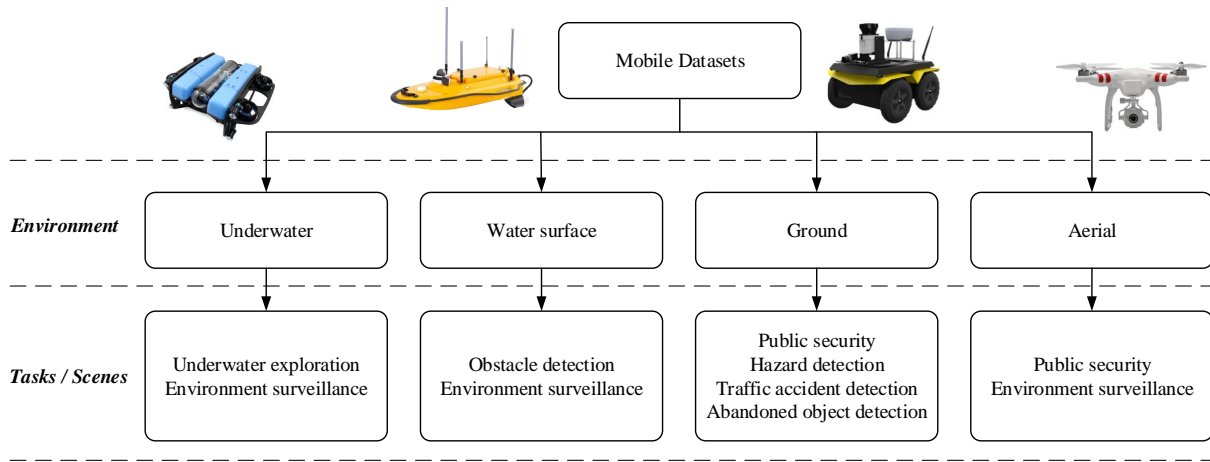 Mobile Datasets
Environment
Underwater
Water surface
Ground
Aerial
Tasks / Scenes
Underwater exploration
Environment surveillance
Obstacle detection
Environment surveillance
Public security
Hazard detection
Traffic accident detection
Abandoned object detection
Public security
Environment surveillance